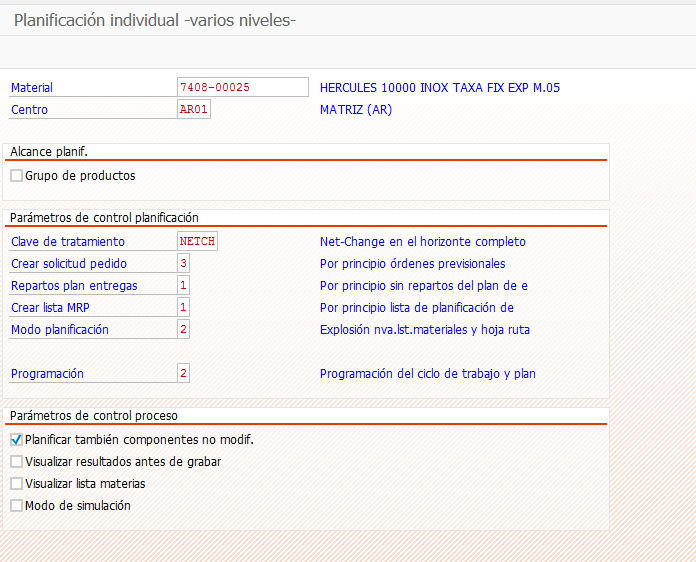 Planificación individual -varios niveles-
Material 7408-00025 HERCULES 10000 INOX TAXA FIX EXP M.05
Centro AR01 MATRIZ (AR)
Alcance planif.
Grupo de productos
Parámetros de control planificación
Clave de tratamiento NETCH Net-Change en el horizonte completo
Crear solicitud pedido 3 Por principio órdenes previsionales
Repartos plan entregas 1 Por principio sin repartos del plan de e
Crear lista MRP 1 Por principio lista de planificación de
Modo planificación 2 Explosión nva.lst.materiales y hoja ruta
Programación 2 Programación del ciclo de trabajo y plan
Parámetros de control proceso
Planificar también componentes no modif.
Visualizar resultados antes de grabar
Visualizar lista materias
Modo de simulación